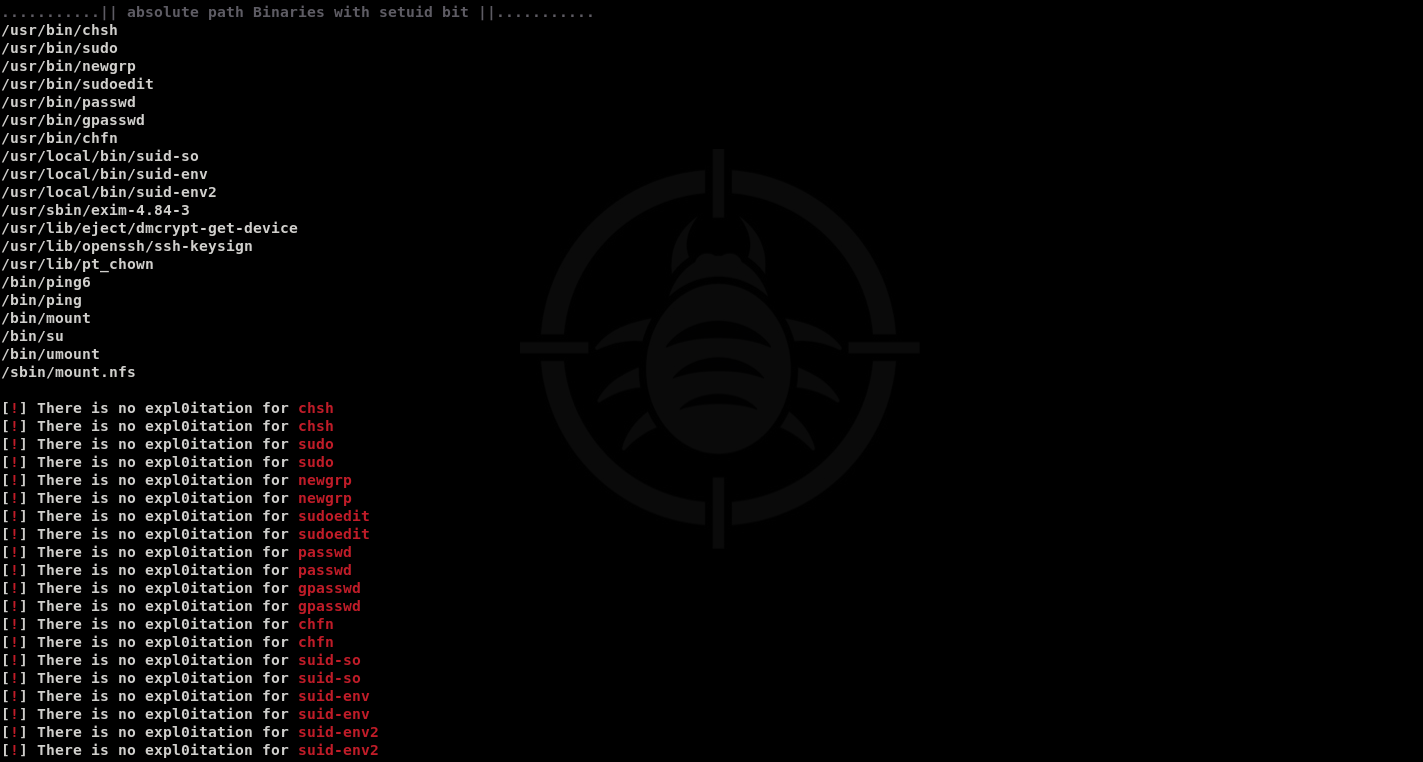 ...........|| absolute path Binaries with setuid bit ||...........
/usr/bin/chsh
/usr/bin/sudo
/usr/bin/newgrp
/usr/bin/sudoedit
/usr/bin/passwd
/usr/bin/gpasswd
/usr/bin/chfn
/usr/local/bin/suid-so
/usr/local/bin/suid-env
/usr/local/bin/suid-env2
/usr/sbin/exim-4.84-3
/usr/lib/eject/dmcrypt-get-device
/usr/lib/openssh/ssh-keysign
/usr/lib/pt_chown
/bin/ping6
/bin/ping
/bin/mount
/bin/su
/bin/umount
/sbin/mount.nfs
[!] There is no expl0itation for chsh
[!] There is no expl0itation for chsh
[!] There is no expl0itation for sudo
[!] There is no expl0itation for sudo
[!] There is no expl0itation for newgrp
[!] There is no expl0itation for newgrp
[!] There is no expl0itation for sudoedit
[!] There is no expl0itation for sudoedit
[!] There is no expl0itation for passwd
[!] There is no expl0itation for passwd
[!] There is no expl0itation for gpasswd
[!] There is no expl0itation for gpasswd
[!] There is no expl0itation for chfn
[!] There is no expl0itation for chfn
[!] There is no expl0itation for suid-so
[!] There is no expl0itation for suid-so
[!] There is no expl0itation for suid-env
[!] There is no expl0itation for suid-env
[!] There is no expl0itation for suid-env2
[!] There is no expl0itation for suid-env2